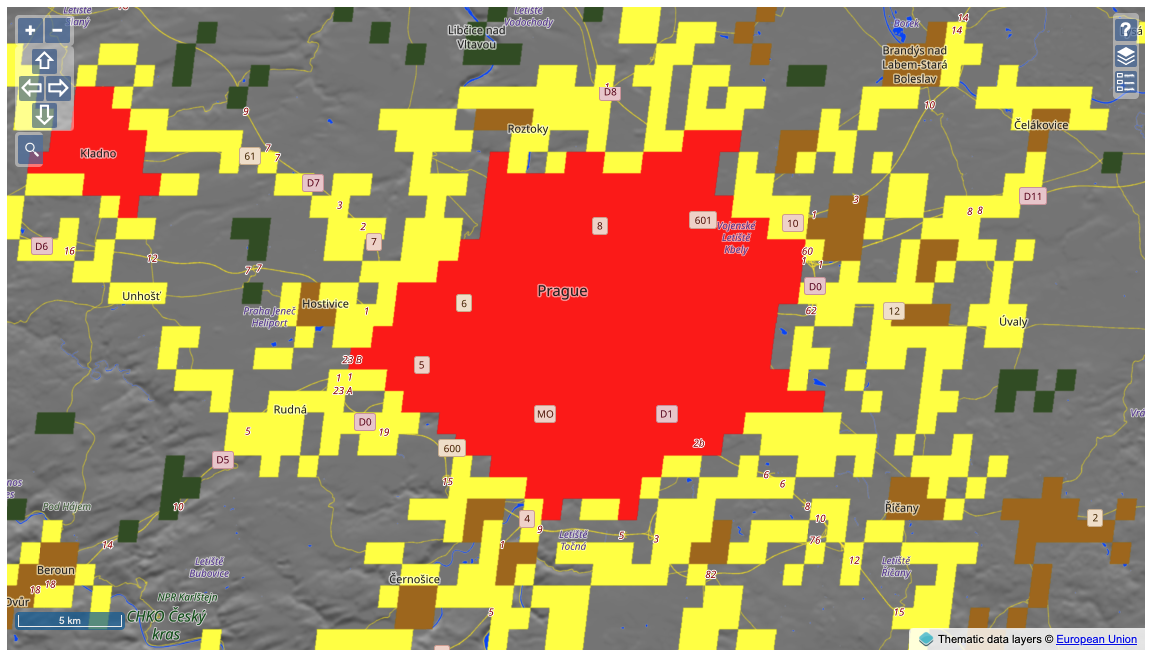 Letiště
Vodochody
14
Borek
14
Libčice nad
Vltavou
Brandýs nad
Labem-Stará
Boleslav
+
−
?
D8
10
9
Roztoky
Čelákovice
Kladno
61
7
7
D7
3
3
D11
8 8
2
8
601
10
1
Vojenské
Letiště
Kbely
D6
16
7
60
1
1
12
7 7
Prague
D0
Unhošť
6
Hostivice
1
Praha Jeneč
Heliport
62
12
Úvaly
23 B
5
1 1
23 A
Rudná
MO
D1
D0
5
19
2b
600
D5
15
6
6
Pod Hájem
10
8
Říčany
4
10
2
9
5
3
Letiště
Točná
14
1
76
12
Letiště
Říčany
Letiště
Bubovice
Beroun
18
18
82
Černošice
NPR Karlštejn
Dvůr
CHKO Český
kras
5
15
5 km
Thematic data layers © European Union